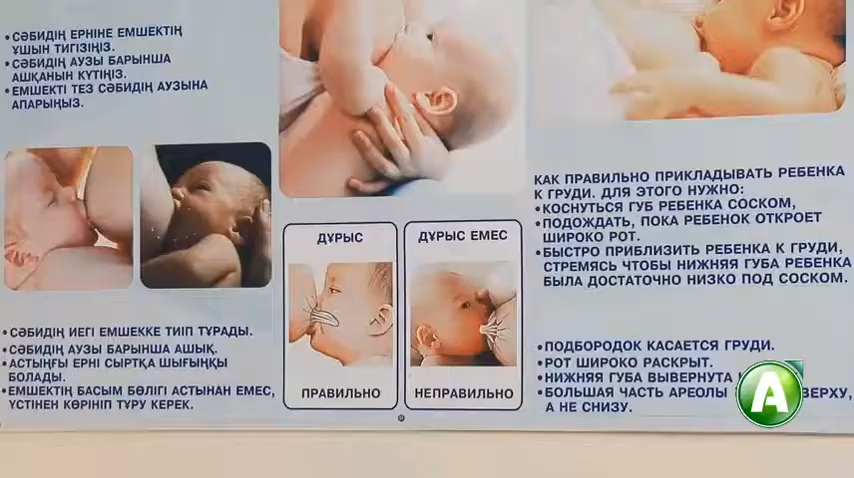 • СӘБИДІҢ ЕРНІНЕ ЕМШЕКТІҢ
ҰШЫН ТИГІЗІҢІЗ.
• СӘБИДІҢ АУЗЫ БАРЫНША
АШҚАНЫН КҮТІҢІЗ.
• ЕМШЕКТІ ТЕЗ СӘБИДІҢ АУЗЫНА
АПАРЫҢЫЗ.
• СӘБИДІҢ ИЕГІ ЕМШЕККЕ ТИІП ТҰРАДЫ.
• СӘБИДІҢ АУЗЫ БАРЫНША АШЫҚ.
• АСТЫҢҒЫ ЕРНІ СЫРТҚА ШЫҒЫҢҚЫ
БОЛАДЫ.
• ЕМШЕКТІҢ БАСЫМ БӨЛІГІ АСТЫНАН ЕМЕС,
ҮСТІНЕН КӨРІНІП ТҰРУ КЕРЕК.
ДҰРЫС
ПРАВИЛЬНО
ДҰРЫС ЕМЕС
НЕПРАВИЛЬНО
КАК ПРАВИЛЬНО ПРИКЛАДЫВАТЬ РЕБЕНКА
К ГРУДИ. ДЛЯ ЭТОГО НУЖНО:
• КОСНУТЬСЯ ГУБ РЕБЕНКА СОСКОМ,
• ПОДОЖДАТЬ, ПОКА РЕБЕНОК ОТКРОЕТ
ШИРОКО РОТ.
• БЫСТРО ПРИБЛИЗИТЬ РЕБЕНКА К ГРУДИ,
СТРЕМЯСЬ ЧТОБЫ НИЖНЯЯ ГУБА РЕБЕНКА
БЫЛА ДОСТАТОЧНО НИЗКО ПОД СОСКОМ.
• ПОДБОРОДОК КАСАЕТСЯ ГРУДИ.
• РОТ ШИРОКО РАСКРЫТ.
• НИЖНЯЯ ГУБА ВЫВЕРНУТА
• БОЛЬШАЯ ЧАСТЬ АРЕОЛЫ ВЕРХУ,
А НЕ СНИЗУ.
А